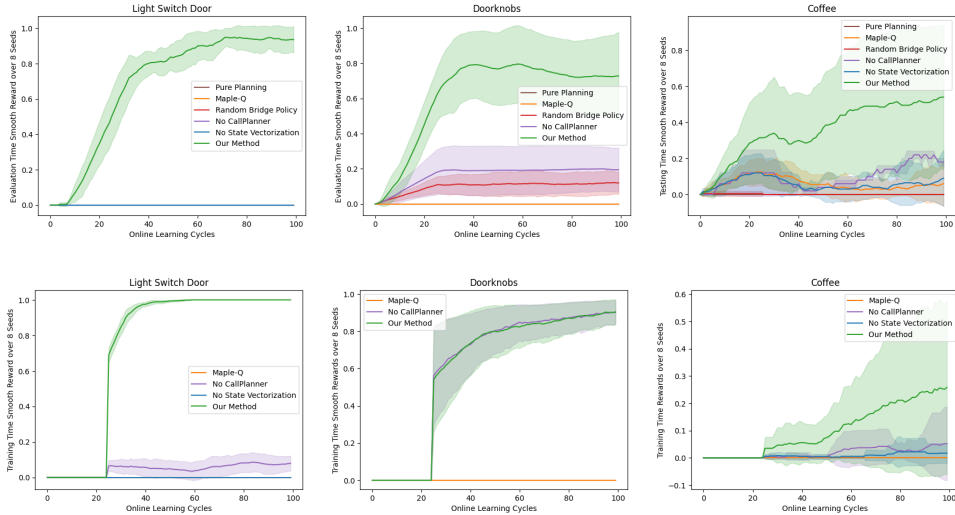 Light Switch Door
Evaluation Time Smooth Reward over 8 Seeds
1.0
0.8
0.6
0.4
0.2
0.0
Pure Planning
Maple-Q
Random Bridge Policy
No CallPlanner
No State Vectorization
Our Method
0 20 40 60 80 100
Online Learning Cycles
Doorknobs
Evaluation Time Smooth Reward over 8 Seeds
1.0
0.8
0.6
0.4
0.2
0.0
Pure Planning
Maple-Q
Random Bridge Policy
No CallPlanner
Our Method
0 20 40 60 80 100
Online Learning Cycles
Coffee
Testing Time Smooth Reward over 8 Seeds
0.8
0.6
0.4
0.2
0.0
Pure Planning
Maple-Q
Random Bridge Policy
No CallPlanner
No State Vectorization
Our Method
0 20 40 60 80 100
Online Learning Cycles
Light Switch Door
Training Time Smooth Reward over 8 Seeds
1.0
0.8
0.6
0.4
0.2
0.0
Maple-Q
No CallPlanner
No State Vectorization
Our Method
0 20 40 60 80 100
Online Learning Cycles
Doorknobs
Training Time Smooth Reward over 8 Seeds
1.0
0.8
0.6
0.4
0.2
0.0
Maple-Q
No CallPlanner
Our Method
0 20 40 60 80 100
Online Learning Cycles
Coffee
Training Time Rewards over 8 Seeds
0.6
0.5
0.4
0.3
0.2
0.1
0.0
−0.1
Maple-Q
No CallPlanner
No State Vectorization
Our Method
0 20 40 60 80 100
Online Learning Cycles